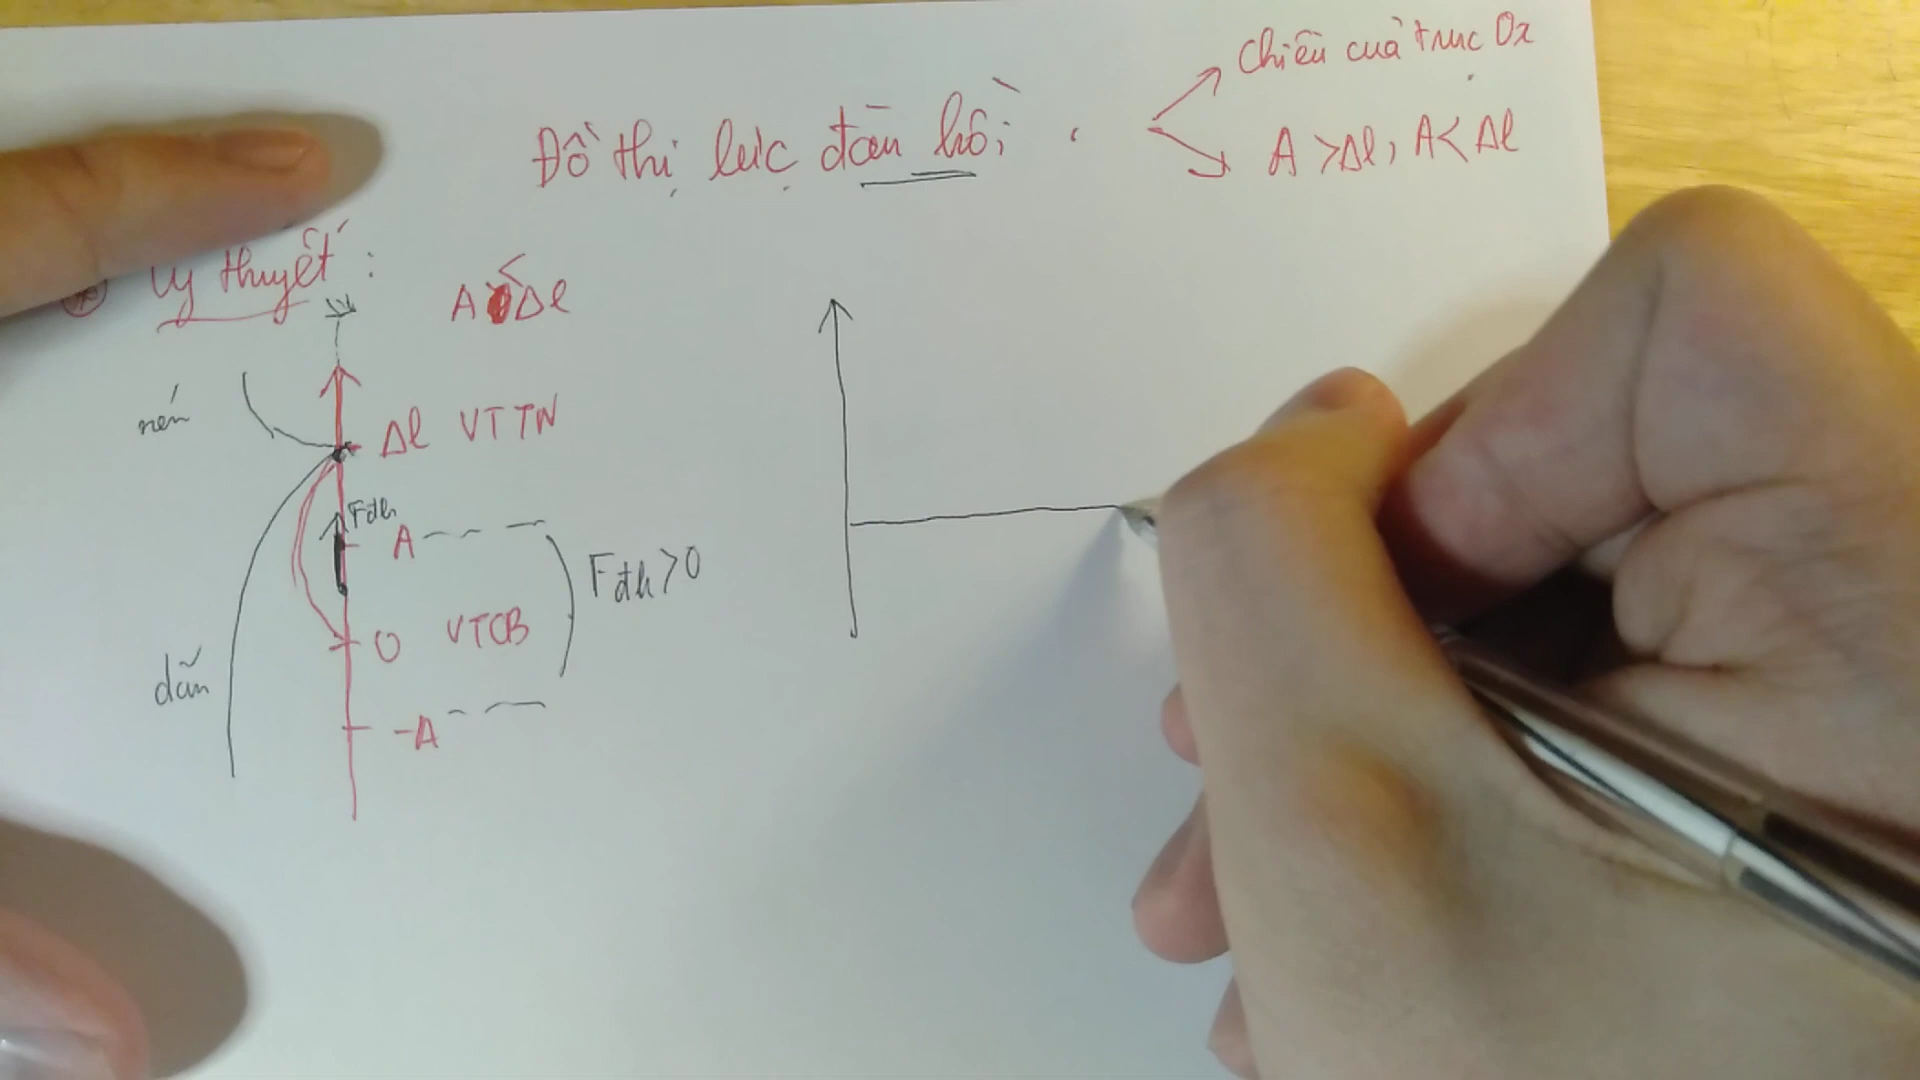 Chiều của trục Ox
Đồ thị lực đàn hồi
A > Δl, A < Δl
Lý thuyết :
A < Δl
nén
Δl VTTN
Fđh
A
Fđh > 0
O VTCB
dãn
-A